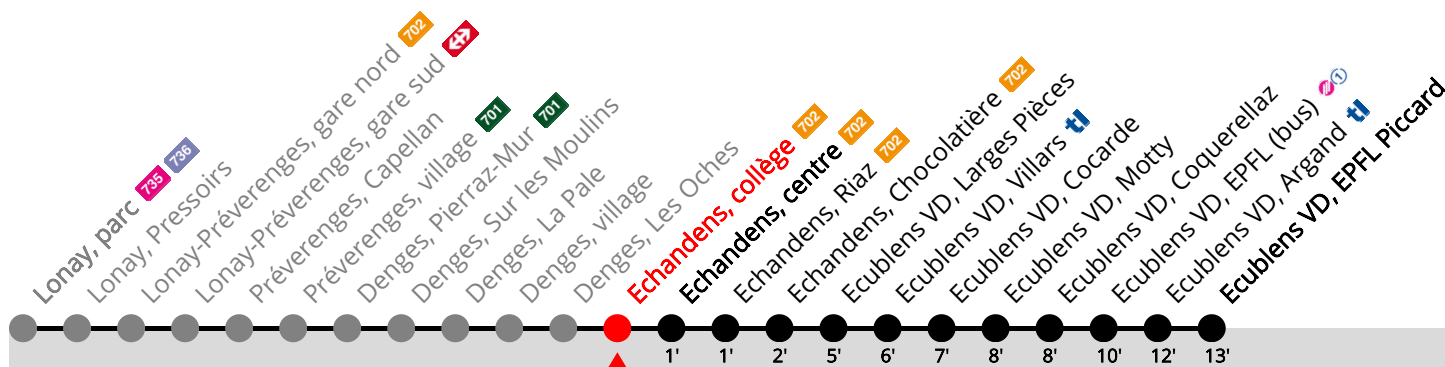 Lonay, parc 735 736
Lonay, Pressoirs
Lonay-Préverenges, gare nord 702
Lonay-Préverenges, gare sud
Préverenges, Capellan
Préverenges, village 701
Denges, Pierraz-Mur 701
Denges, Sur les Moulins
Denges, La Pale
Denges, village
Denges, Les Oches
Echandens, collège 702
Echandens, centre 702
Echandens, Riaz 702
Echandens, Chocolatière 702
Ecublens VD, Larges Pièces
Ecublens VD, Villars tl
Ecublens VD, Cocarde
Ecublens VD, Motty
Ecublens VD, Coquerellaz
Ecublens VD, EPFL (bus) m 1
Ecublens VD, Argand tl
Ecublens VD, EPFL Piccard
1' 1' 2' 5' 6' 7' 8' 8' 10' 12' 13'